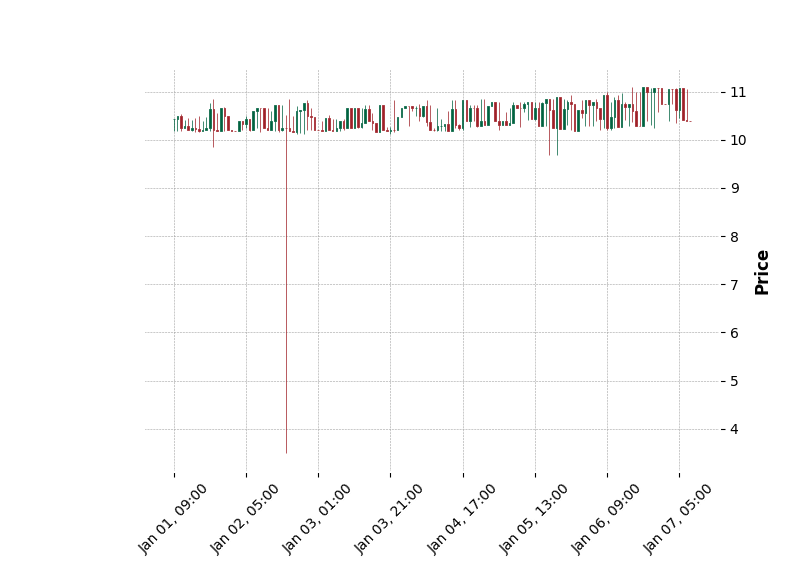 11
10
9
8
7
6
5
4
Price
Jan 01, 09:00
Jan 02, 05:00
Jan 03, 01:00
Jan 03, 21:00
Jan 04, 17:00
Jan 05, 13:00
Jan 06, 09:00
Jan 07, 05:00